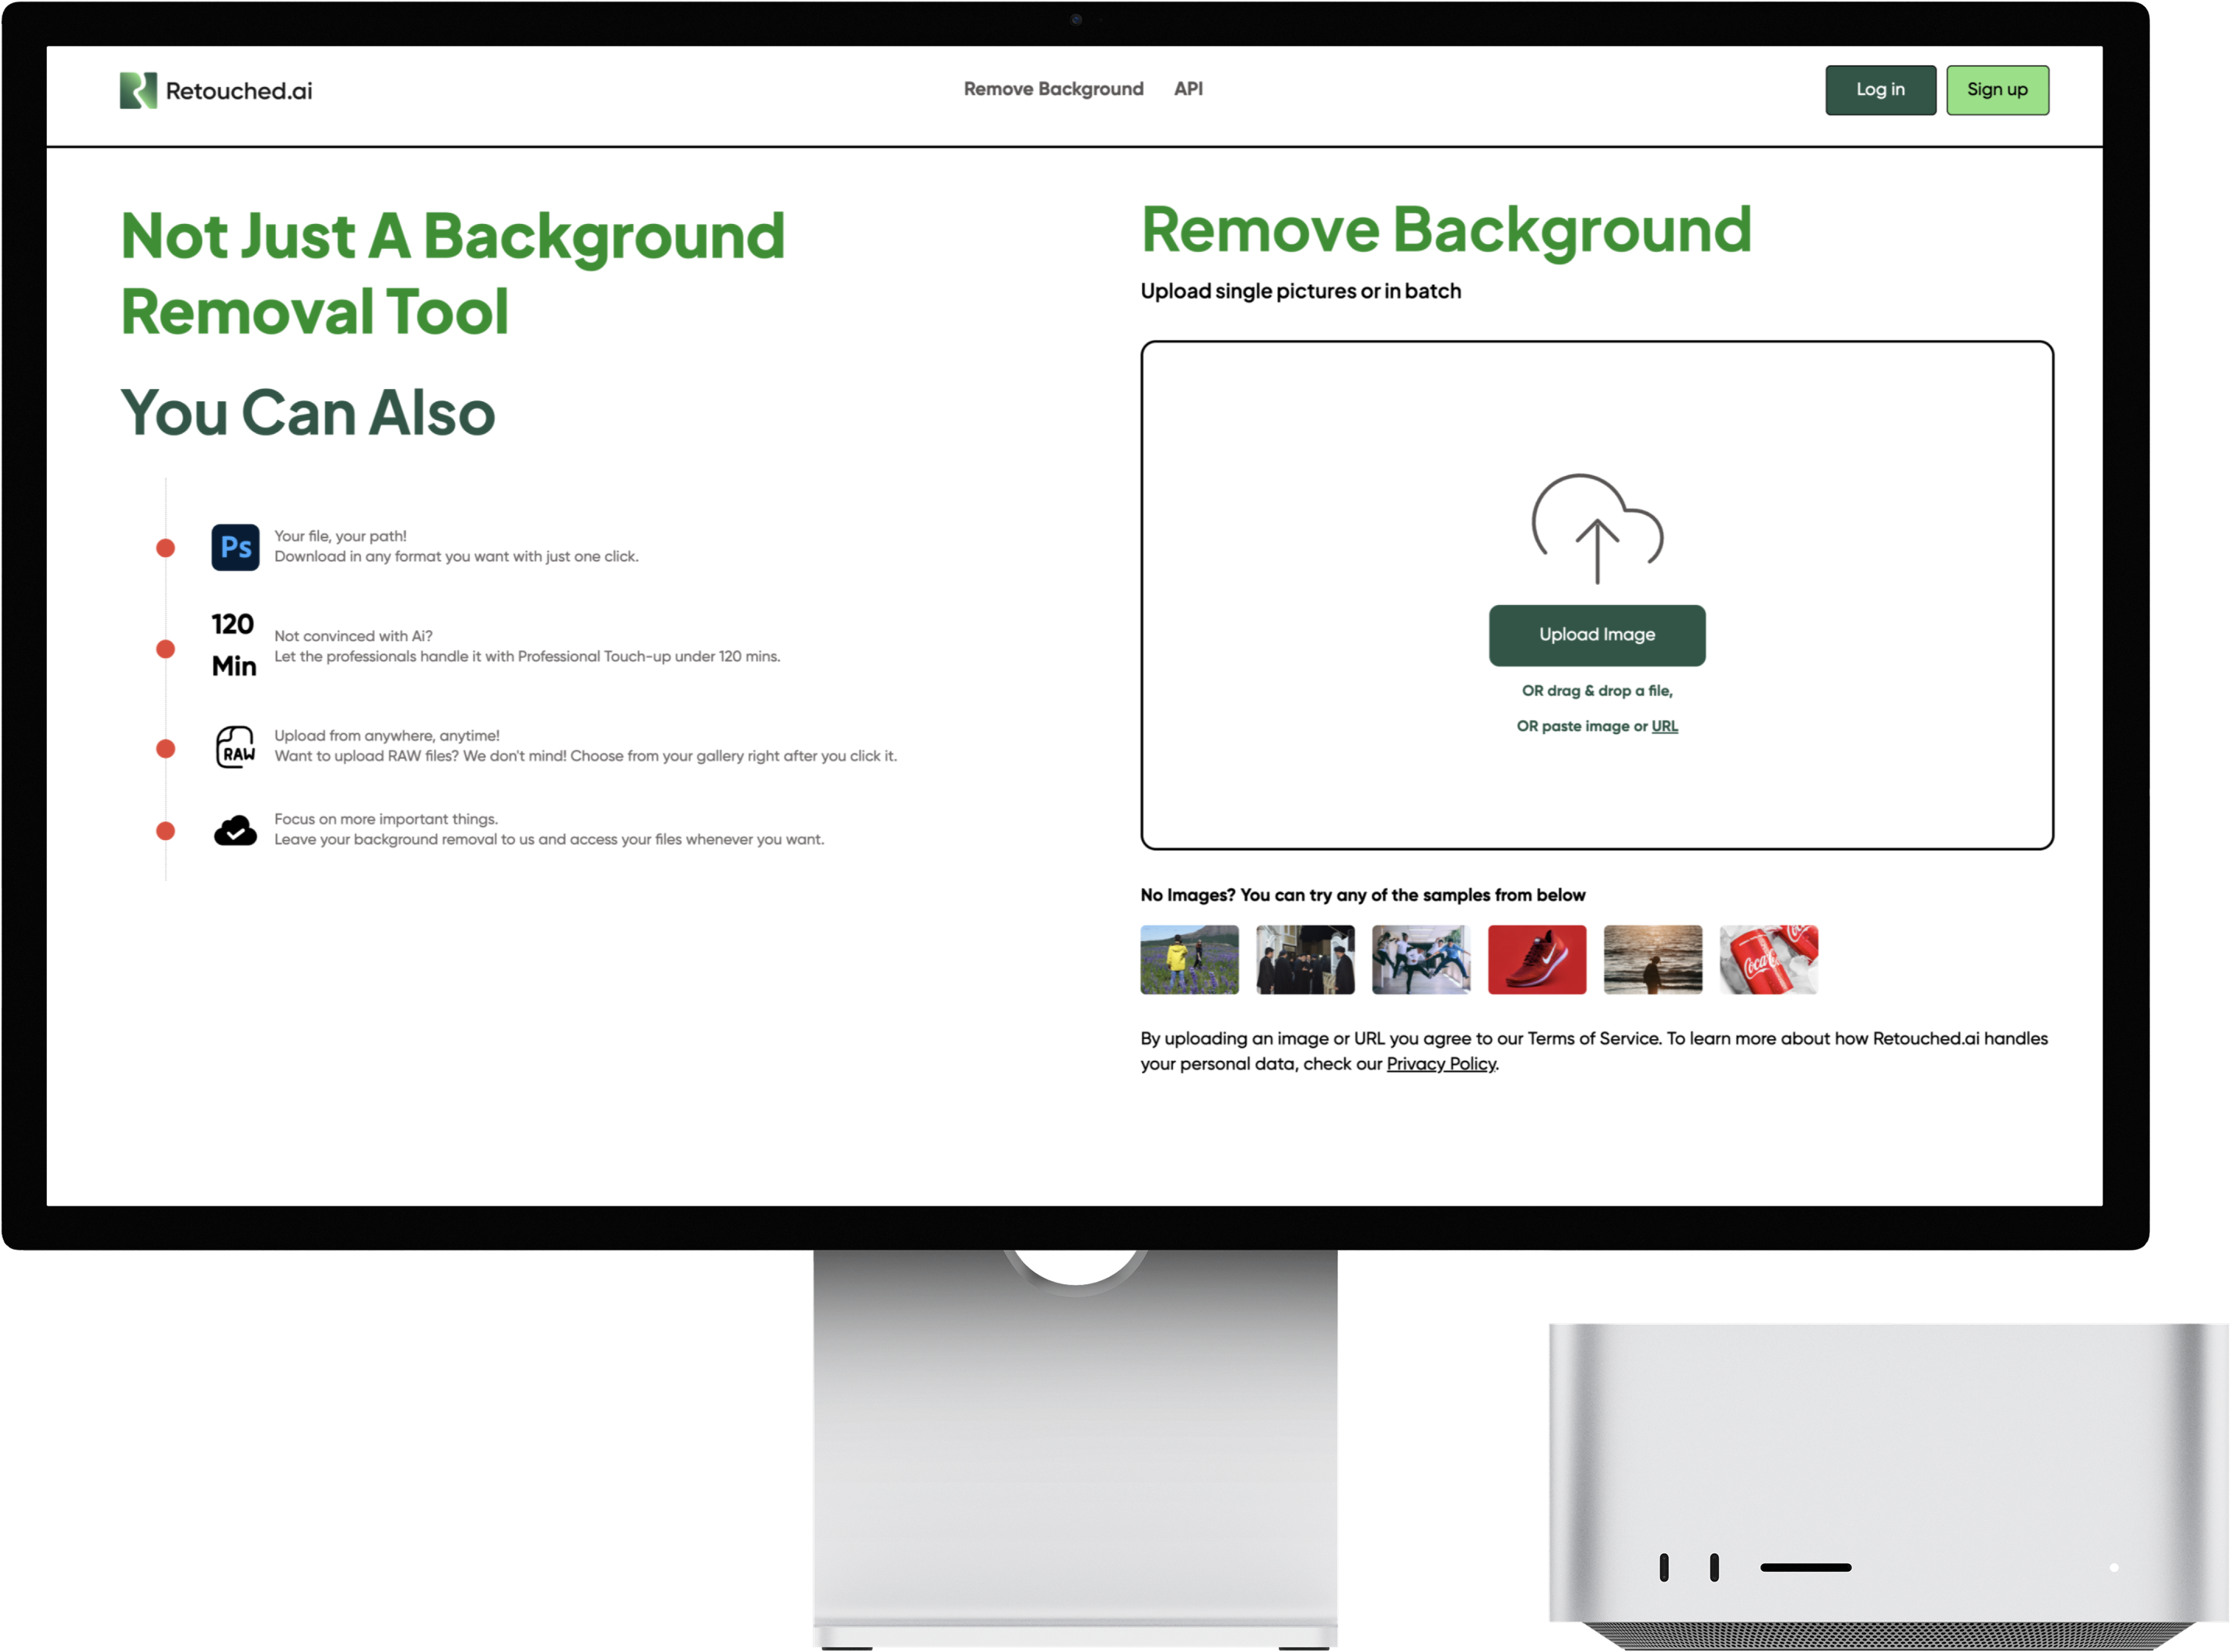 Retouched.ai
Remove Background
API
Log in
Sign up
Not Just A Background
Removal Tool
You Can Also
Ps
Your file, your path!
Download in any format you want with just one click.
120
Min
Not convinced with Ai?
Let the professionals handle it with Professional Touch-up under 120 mins.
RAW
Upload from anywhere, anytime!
Want to upload RAW files? We don't mind! Choose from your gallery right after you click it.
Focus on more important things.
Leave your background removal to us and access your files whenever you want.
Remove Background
Upload single pictures or in batch
Upload Image
OR drag & drop a file,
OR paste image or URL
No Images? You can try any of the samples from below
By uploading an image or URL you agree to our Terms of Service. To learn more about how Retouched.ai handles
your personal data, check our Privacy Policy.